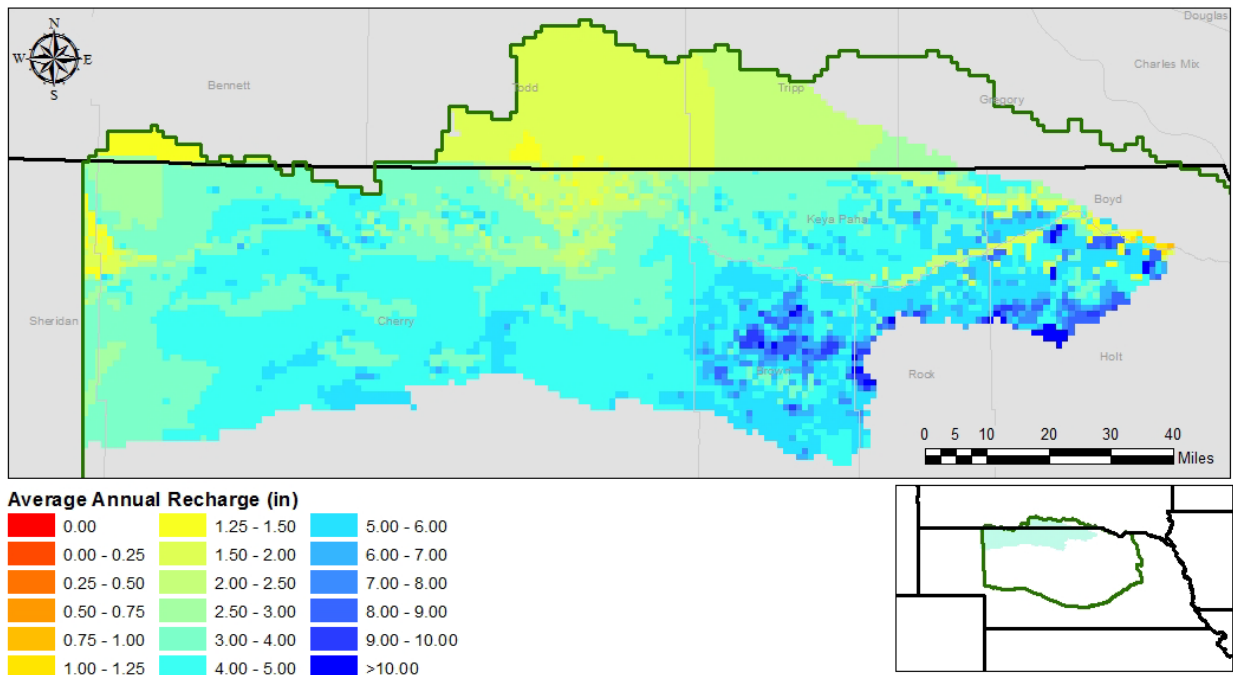 Douglas
N
W E
S
Bennett
Todd
Tripp
Charles Mix
Gregory
Boyd
Keya Paha
Sheridan
Cherry
Holt
Brown
Rock
0 5 10 20 30 40
Miles
Average Annual Recharge (in)
0.00 1.25 - 1.50 5.00 - 6.00
0.00 - 0.25 1.50 - 2.00 6.00 - 7.00
0.25 - 0.50 2.00 - 2.50 7.00 - 8.00
0.50 - 0.75 2.50 - 3.00 8.00 - 9.00
0.75 - 1.00 3.00 - 4.00 9.00 - 10.00
1.00 - 1.25 4.00 - 5.00 >10.00